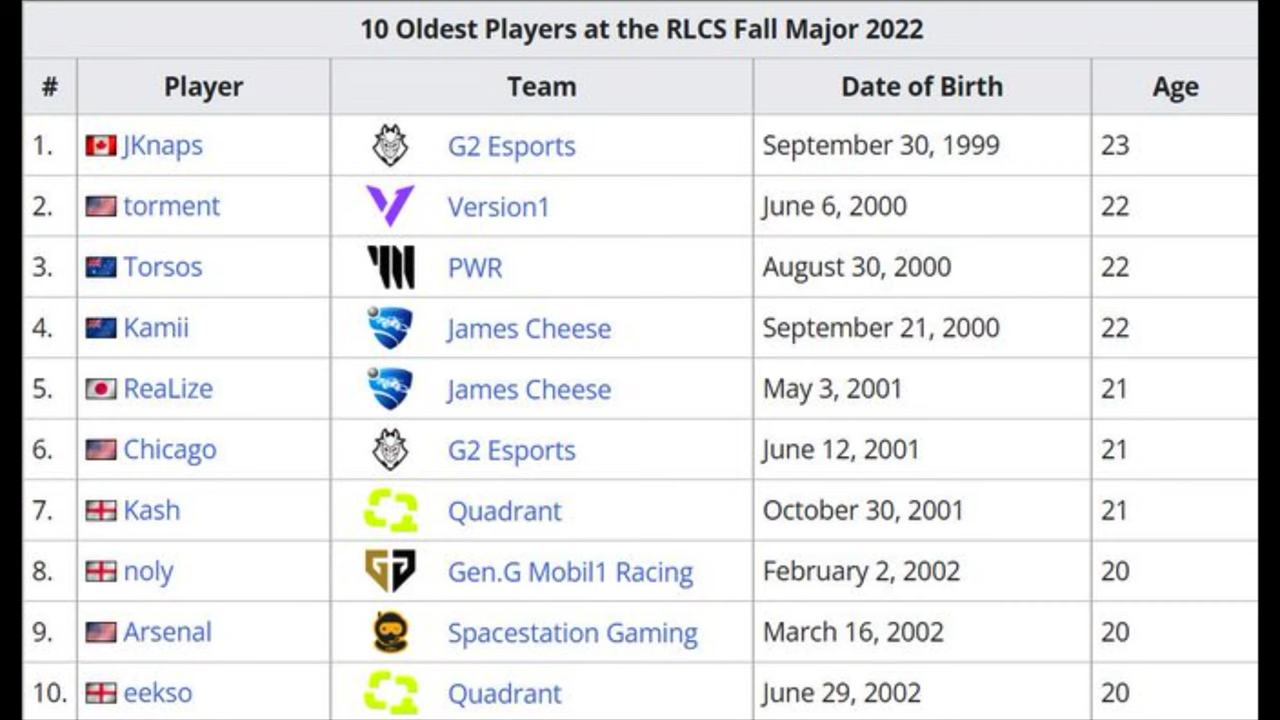 10 Oldest Players at the RLCS Fall Major 2022
# Player Team Date of Birth Age
1. JKnaps G2 Esports September 30, 1999 23
2. torment Version1 June 6, 2000 22
3. Torsos PWR August 30, 2000 22
4. Kamii James Cheese September 21, 2000 22
5. ReaLize James Cheese May 3, 2001 21
6. Chicago G2 Esports June 12, 2001 21
7. Kash Quadrant October 30, 2001 21
8. noly Gen.G Mobil1 Racing February 2, 2002 20
9. Arsenal Spacestation Gaming March 16, 2002 20
10. eekso Quadrant June 29, 2002 20